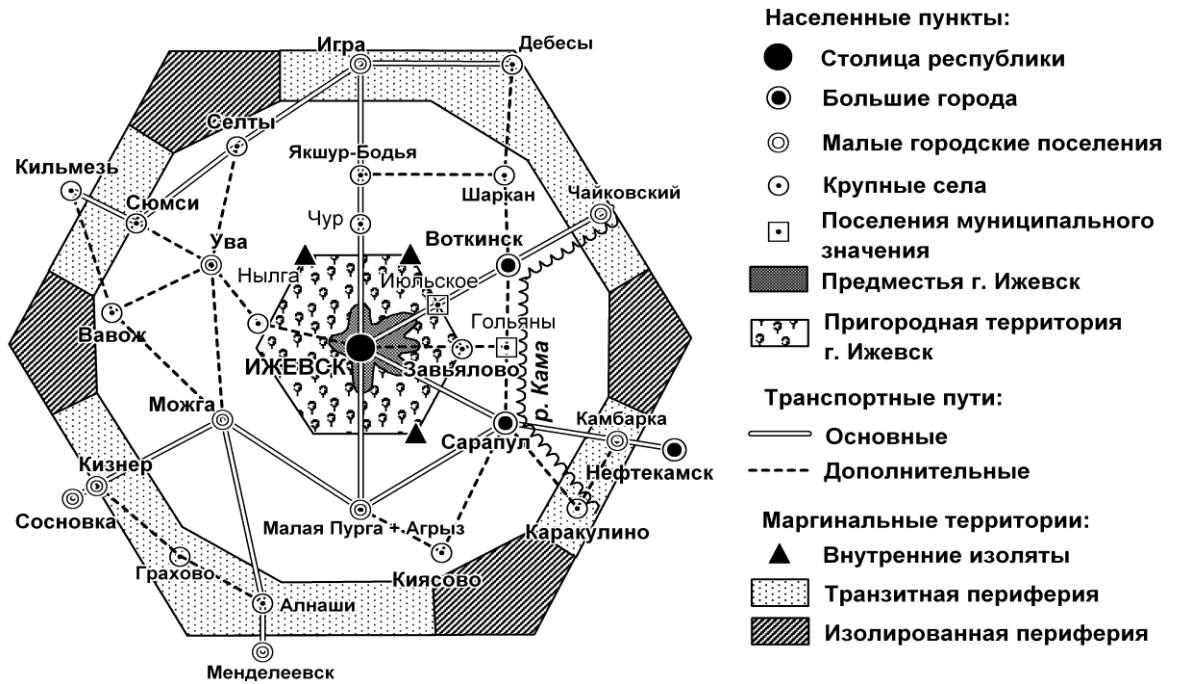 Игра
Дебесы
Селты
Якшур-Бодья
Кильмезь
Шаркан
Чайковский
Сюмси
Чур
Ува
Воткинск
Нылга
Июльское
Вавож
Гольяны
ИЖЕВСК
Завьялово
р. Кама
Можга
Сарапул
Камбарка
Кизнер
Нефтекамск
Сосновка
Малая Пурга + Агрыз
Каракулино
Грахово
Киясово
Алнаши
Менделеевск
Населенные пункты:
Столица республики
Большие города
Малые городские поселения
Крупные села
Поселения муниципального
значения
Предместья г. Ижевск
Пригородная территория
г. Ижевск
Транспортные пути:
Основные
Дополнительные
Маргинальные территории:
Внутренние изоляты
Транзитная периферия
Изолированная периферия